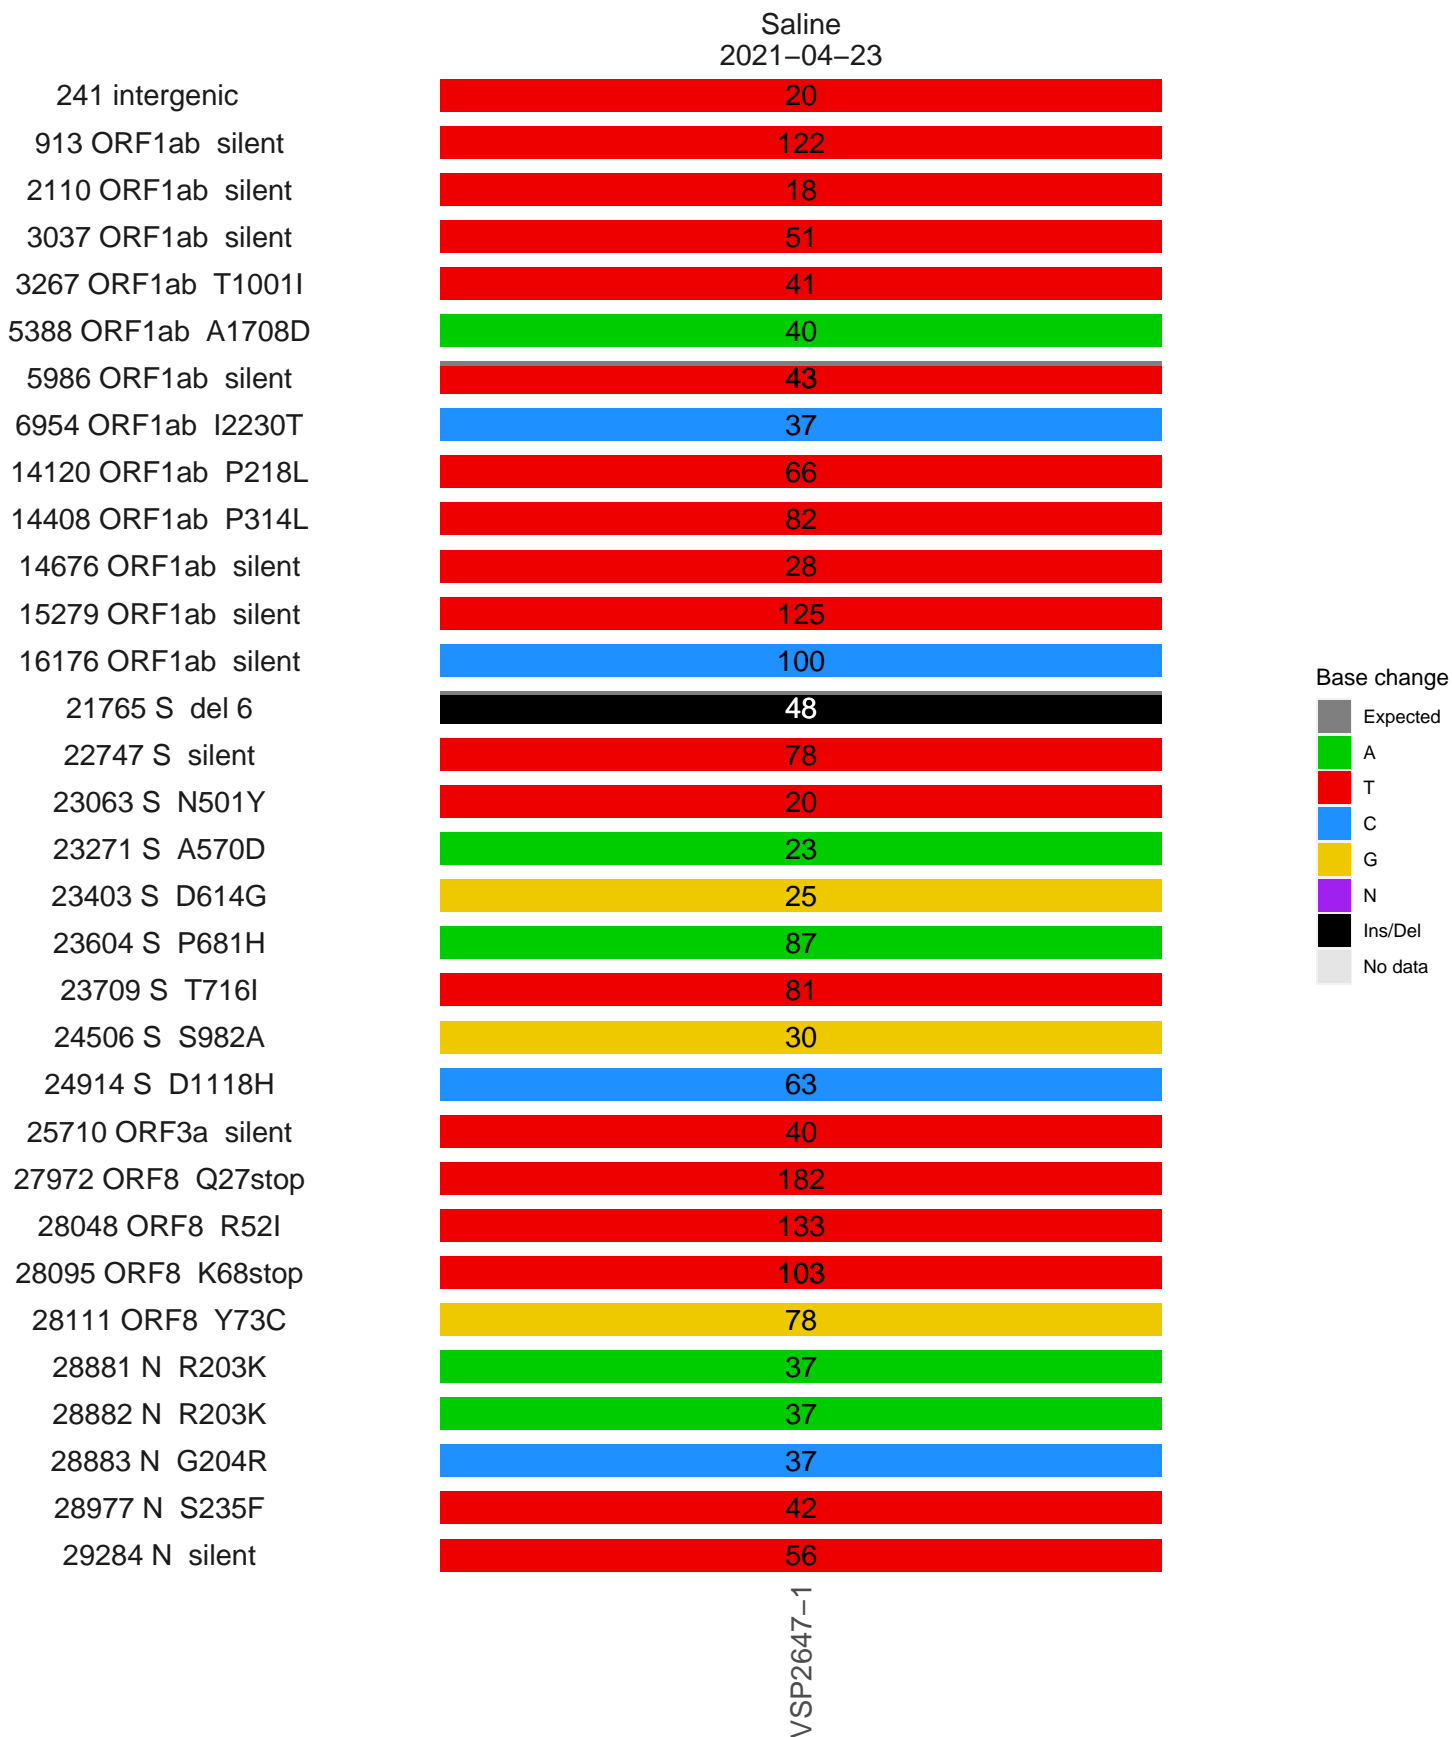 Saline
2021−04−23
241 intergenic 20
913 ORF1ab silent 122
2110 ORF1ab silent 18
3037 ORF1ab silent 51
3267 ORF1ab T1001I 41
5388 ORF1ab A1708D 40
5986 ORF1ab silent 43
6954 ORF1ab I2230T 37
14120 ORF1ab P218L 66
14408 ORF1ab P314L 82
14676 ORF1ab silent 28
15279 ORF1ab silent 125
16176 ORF1ab silent 100
21765 S del 6 48
22747 S silent 78
23063 S N501Y 20
23271 S A570D 23
23403 S D614G 25
23604 S P681H 87
23709 S T716I 81
24506 S S982A 30
24914 S D1118H 63
25710 ORF3a silent 40
27972 ORF8 Q27stop 182
28048 ORF8 R52I 133
28095 ORF8 K68stop 103
28111 ORF8 Y73C 78
28881 N R203K 37
28882 N R203K 37
28883 N G204R 37
28977 N S235F 42
29284 N silent 56
VSP2647−1
Base change
Expected
A
T
C
G
N
Ins/Del
No data